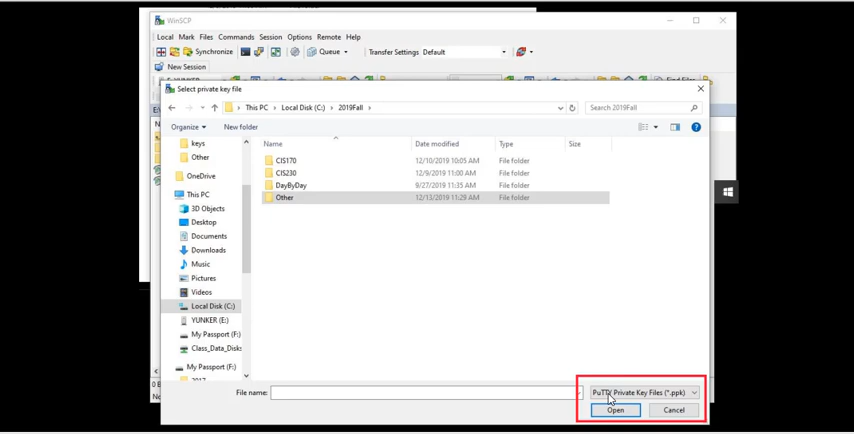 WinSCP
Local Mark Files Commands Session Options Remote Help
Synchronize Queue Transfer Settings Default
New Session
Find Files
Select private key file
This PC > Local Disk (C:) > 2019Fall >
Search 2019Fall
Organize New folder
Name Date modified Type Size
keys
Other
OneDrive
This PC
3D Objects
Desktop
Documents
Downloads
Music
Pictures
Videos
Local Disk (C:)
YUNKER (E:)
My Passport (F:)
Class_Data_Disks
My Passport (F:)
2017
CIS170 12/10/2019 10:05 AM File folder
CIS230 12/9/2019 11:00 AM File folder
DayByDay 9/27/2019 11:35 AM File folder
Other 12/13/2019 11:29 AM File folder
File name:
PuTTY Private Key Files (*.ppk)
Open Cancel